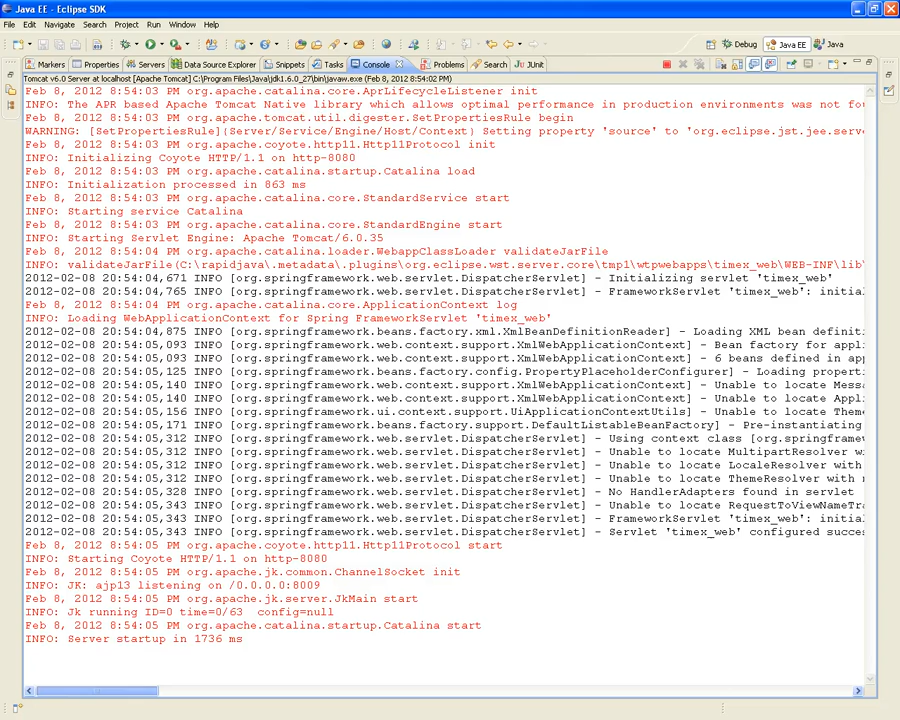 Java EE - Eclipse SDK
File Edit Navigate Search Project Run Window Help
Debug Java EE Java
Markers Properties Servers Data Source Explorer Snippets Tasks Console Problems Search JUnit
Tomcat v6.0 Server at localhost [Apache Tomcat] C:\Program Files\Java\jdk1.6.0_27\bin\javaw.exe (Feb 8, 2012 8:54:02 PM)
Feb 8, 2012 8:54:03 PM org.apache.catalina.core.AprLifecycleListener init
INFO: The APR based Apache Tomcat Native library which allows optimal performance in production environments was not fou
Feb 8, 2012 8:54:03 PM org.apache.tomcat.util.digester.SetPropertiesRule begin
WARNING: [SetPropertiesRule]{Server/Service/Engine/Host/Context} Setting property 'source' to 'org.eclipse.jst.jee.serve
Feb 8, 2012 8:54:03 PM org.apache.coyote.http11.Http11Protocol init
INFO: Initializing Coyote HTTP/1.1 on http-8080
Feb 8, 2012 8:54:03 PM org.apache.catalina.startup.Catalina load
INFO: Initialization processed in 863 ms
Feb 8, 2012 8:54:03 PM org.apache.catalina.core.StandardService start
INFO: Starting service Catalina
Feb 8, 2012 8:54:03 PM org.apache.catalina.core.StandardEngine start
INFO: Starting Servlet Engine: Apache Tomcat/6.0.35
Feb 8, 2012 8:54:04 PM org.apache.catalina.loader.WebappClassLoader validateJarFile
INFO: validateJarFile(C:\rapidjava\.metadata\.plugins\org.eclipse.wst.server.core\tmp1\wtpwebapps\timex_web\WEB-INF\lib\
2012-02-08 20:54:04,671 INFO [org.springframework.web.servlet.DispatcherServlet] - Initializing servlet 'timex_web'
2012-02-08 20:54:04,765 INFO [org.springframework.web.servlet.DispatcherServlet] - FrameworkServlet 'timex_web': initial
Feb 8, 2012 8:54:04 PM org.apache.catalina.core.ApplicationContext log
INFO: Loading WebApplicationContext for Spring FrameworkServlet 'timex_web'
2012-02-08 20:54:04,875 INFO [org.springframework.beans.factory.xml.XmlBeanDefinitionReader] - Loading XML bean definiti
2012-02-08 20:54:05,093 INFO [org.springframework.web.context.support.XmlWebApplicationContext] - Bean factory for appli
2012-02-08 20:54:05,093 INFO [org.springframework.web.context.support.XmlWebApplicationContext] - 6 beans defined in app
2012-02-08 20:54:05,125 INFO [org.springframework.beans.factory.config.PropertyPlaceholderConfigurer] - Loading properti
2012-02-08 20:54:05,140 INFO [org.springframework.web.context.support.XmlWebApplicationContext] - Unable to locate Messa
2012-02-08 20:54:05,140 INFO [org.springframework.web.context.support.XmlWebApplicationContext] - Unable to locate Appl
2012-02-08 20:54:05,156 INFO [org.springframework.ui.context.support.UiApplicationContextUtils] - Unable to locate Theme
2012-02-08 20:54:05,171 INFO [org.springframework.beans.factory.support.DefaultListableBeanFactory] - Pre-instantiating
2012-02-08 20:54:05,312 INFO [org.springframework.web.servlet.DispatcherServlet] - Using context class [org.springframew
2012-02-08 20:54:05,312 INFO [org.springframework.web.servlet.DispatcherServlet] - Unable to locate MultipartResolver wi
2012-02-08 20:54:05,312 INFO [org.springframework.web.servlet.DispatcherServlet] - Unable to locate LocaleResolver with
2012-02-08 20:54:05,312 INFO [org.springframework.web.servlet.DispatcherServlet] - Unable to locate ThemeResolver with n
2012-02-08 20:54:05,328 INFO [org.springframework.web.servlet.DispatcherServlet] - No HandlerAdapters found in servlet
2012-02-08 20:54:05,343 INFO [org.springframework.web.servlet.DispatcherServlet] - Unable to locate RequestToViewNameTra
2012-02-08 20:54:05,343 INFO [org.springframework.web.servlet.DispatcherServlet] - FrameworkServlet 'timex_web': initial
2012-02-08 20:54:05,343 INFO [org.springframework.web.servlet.DispatcherServlet] - Servlet 'timex_web' configured succes
Feb 8, 2012 8:54:05 PM org.apache.coyote.http11.Http11Protocol start
INFO: Starting Coyote HTTP/1.1 on http-8080
Feb 8, 2012 8:54:05 PM org.apache.jk.common.ChannelSocket init
INFO: JK: ajp13 listening on /0.0.0.0:8009
Feb 8, 2012 8:54:05 PM org.apache.jk.server.JkMain start
INFO: Jk running ID=0 time=0/63 config=null
Feb 8, 2012 8:54:05 PM org.apache.catalina.startup.Catalina start
INFO: Server startup in 1736 ms